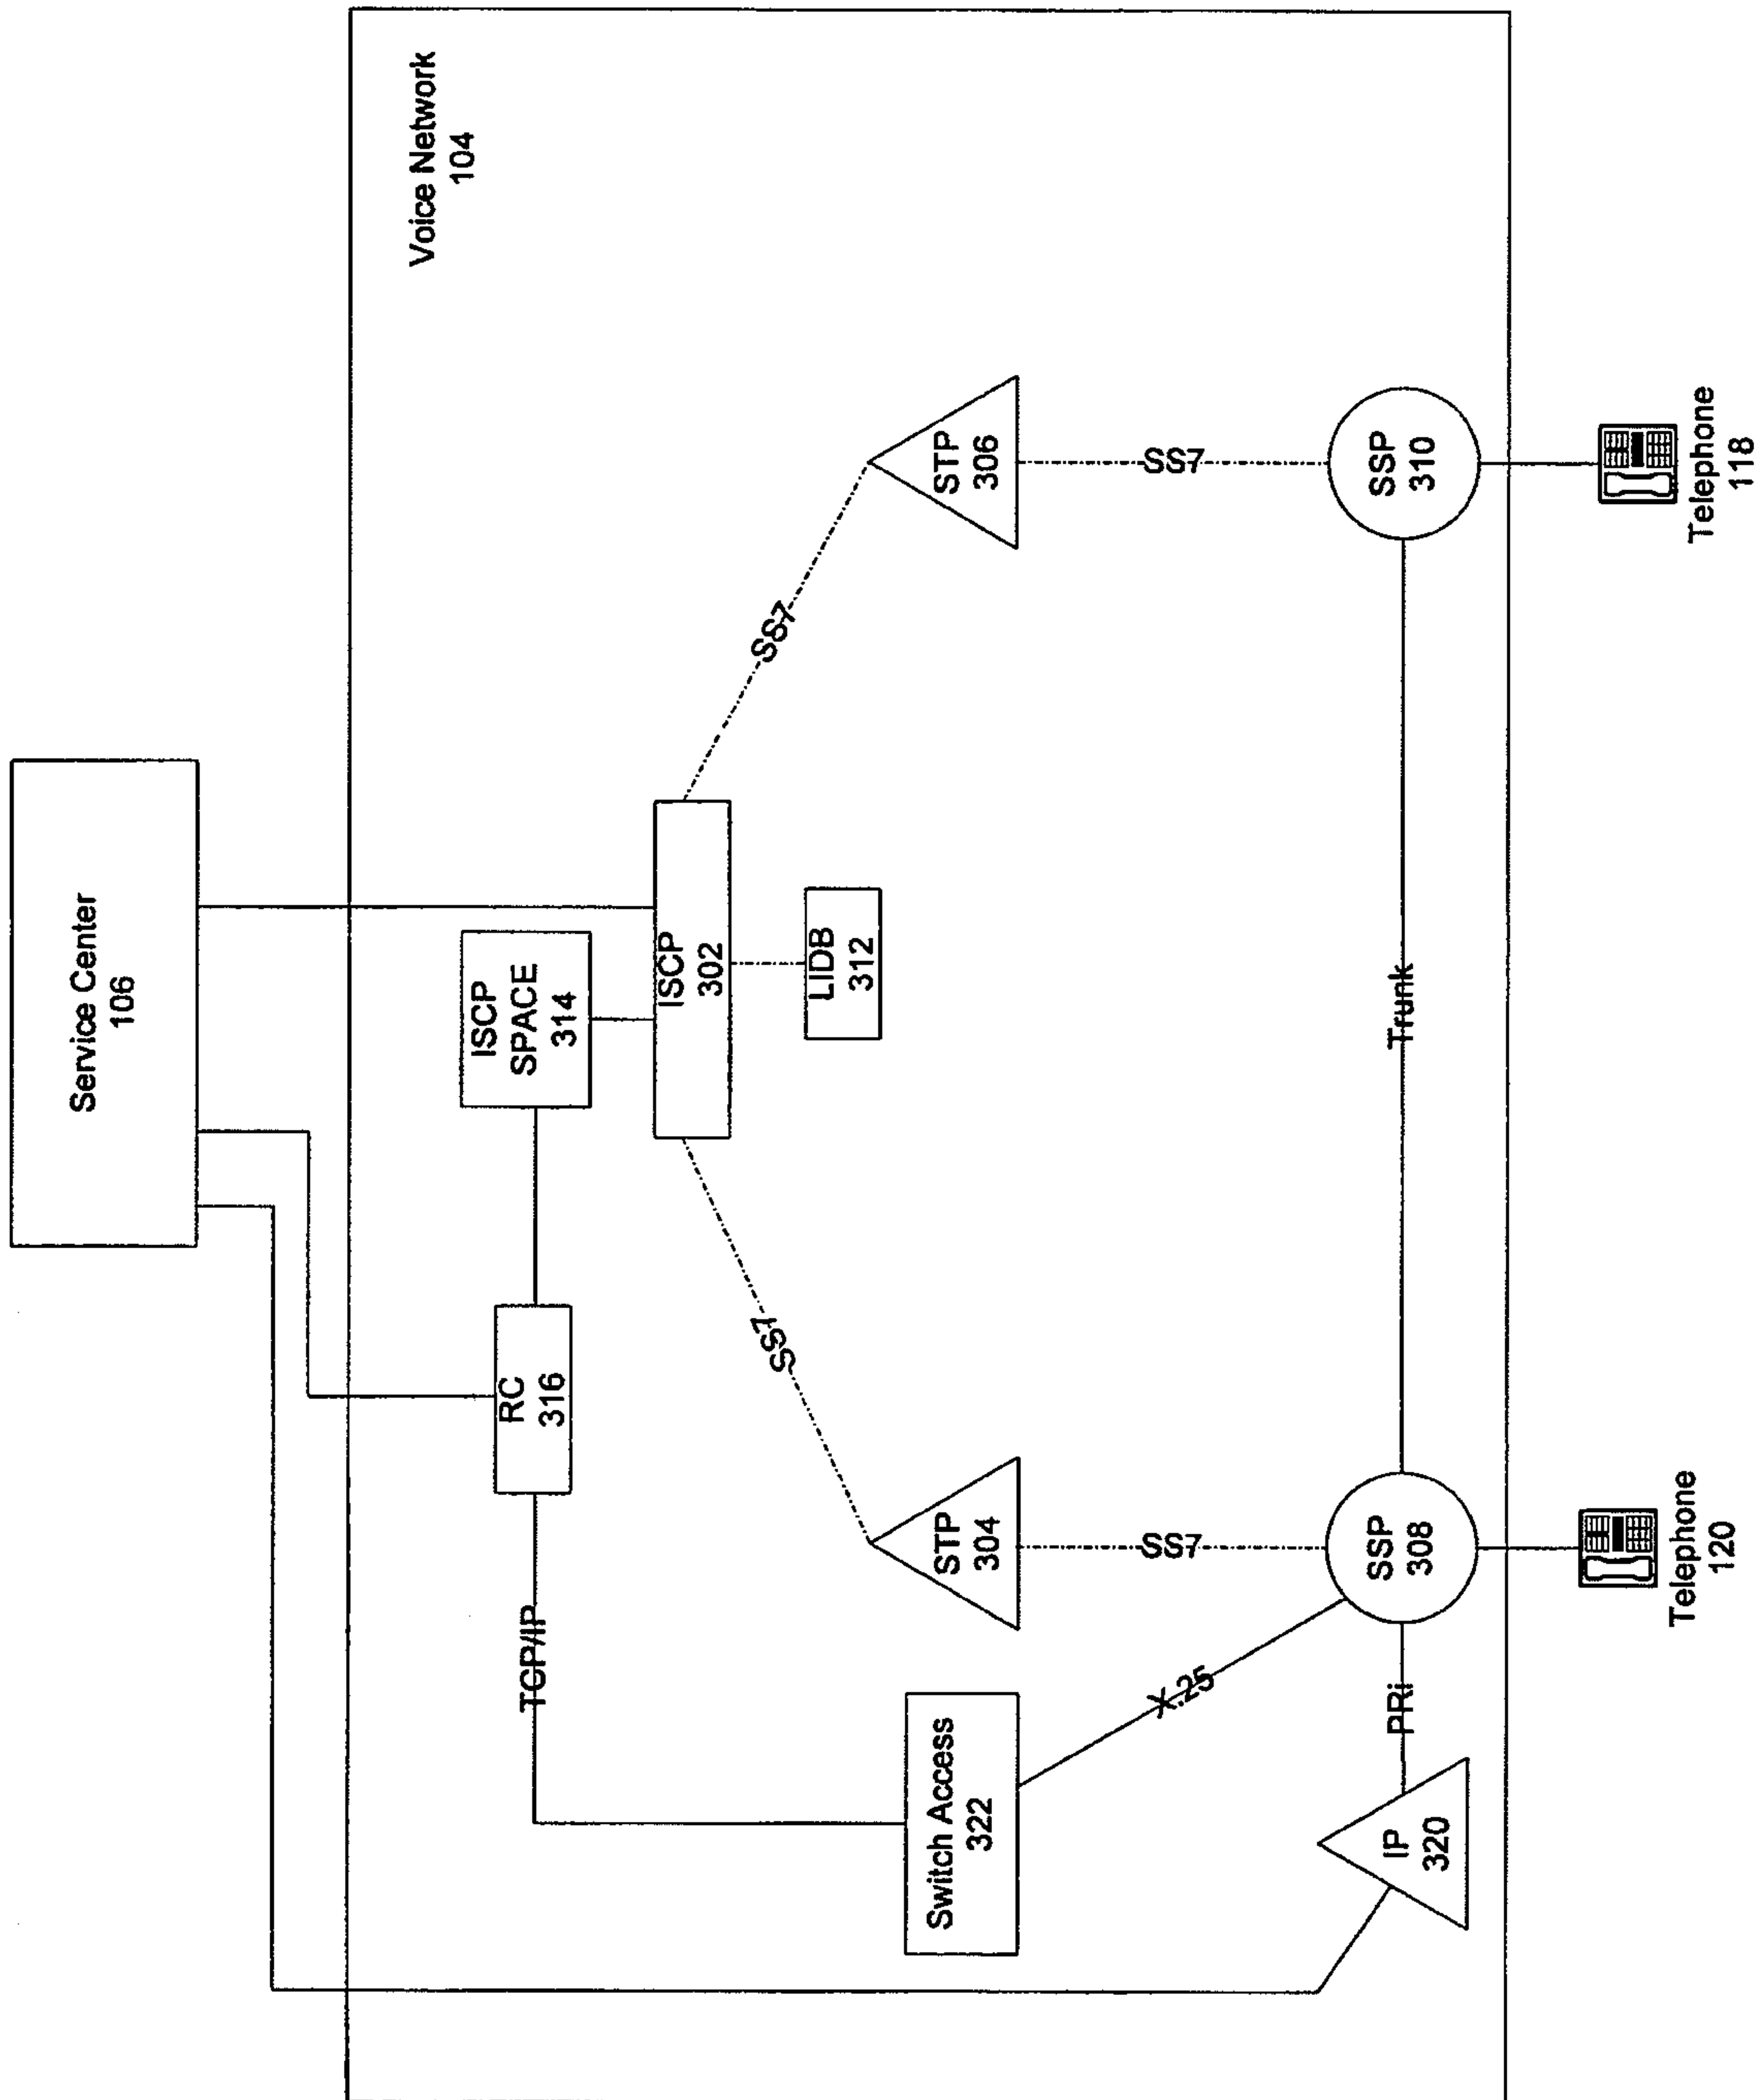 Service Center
106
Voice Network
104
ISCP
SPACE
314
RC
316
TCP/IP
ISCP
302
LIDB
312
SS7
SS7
STP
304
STP
306
Switch Access
322
SS7
SS7
X.25
SSP
308
SSP
310
Trunk
PRi
IP
320
Telephone
120
Telephone
118